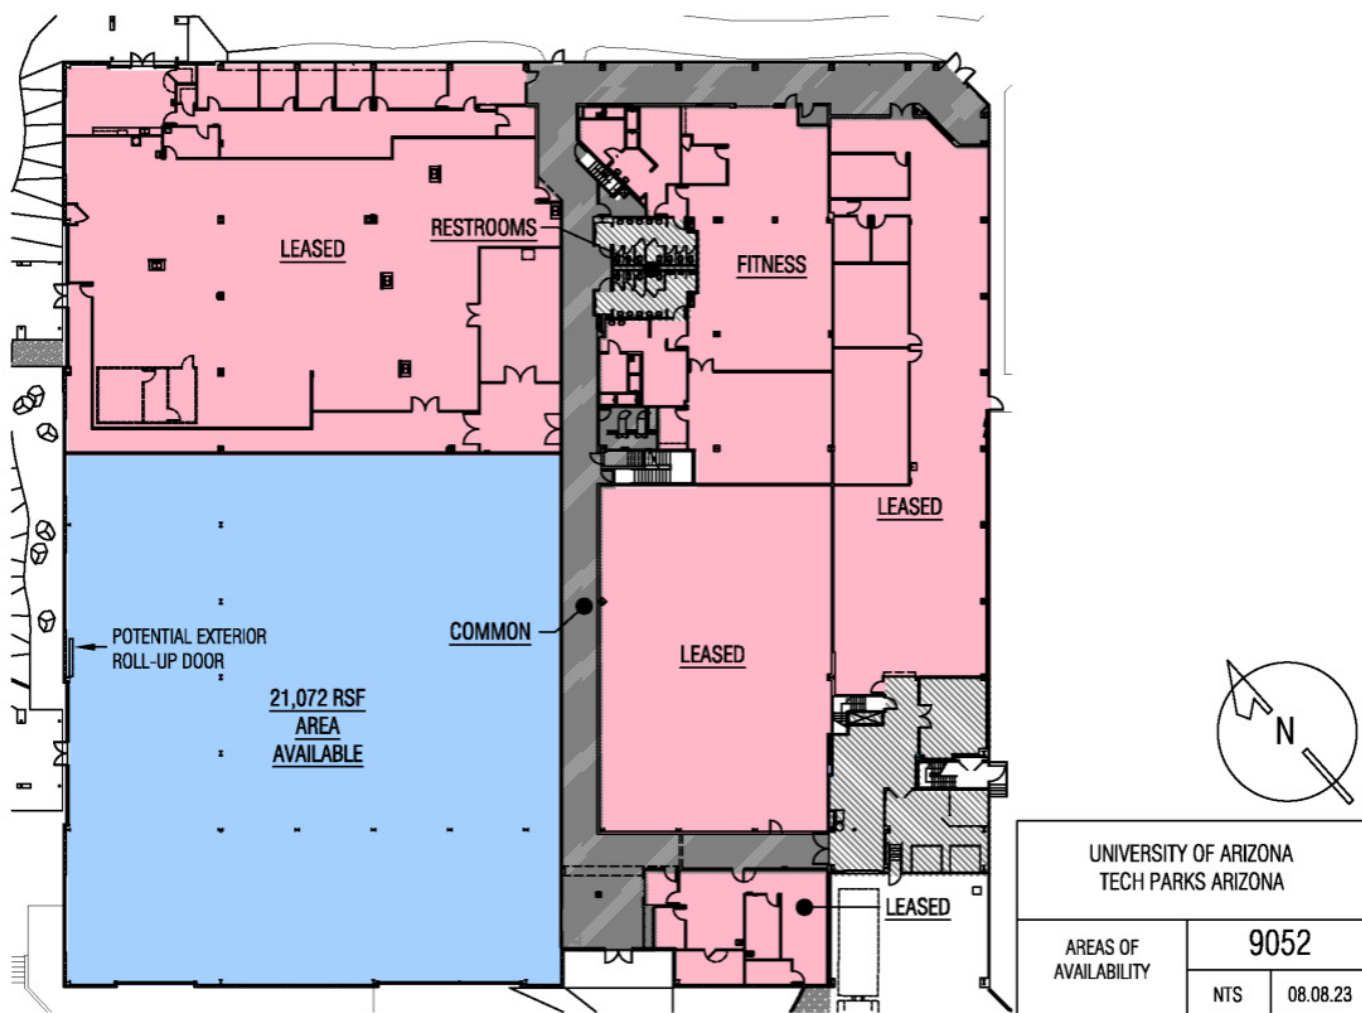 RESTROOMS
LEASED
FITNESS
LEASED
POTENTIAL EXTERIOR
ROLL-UP DOOR
COMMON
LEASED
21,072 RSF
AREA
AVAILABLE
N
LEASED
UNIVERSITY OF ARIZONA
TECH PARKS ARIZONA
AREAS OF
AVAILABILITY
9052
NTS
08.08.23